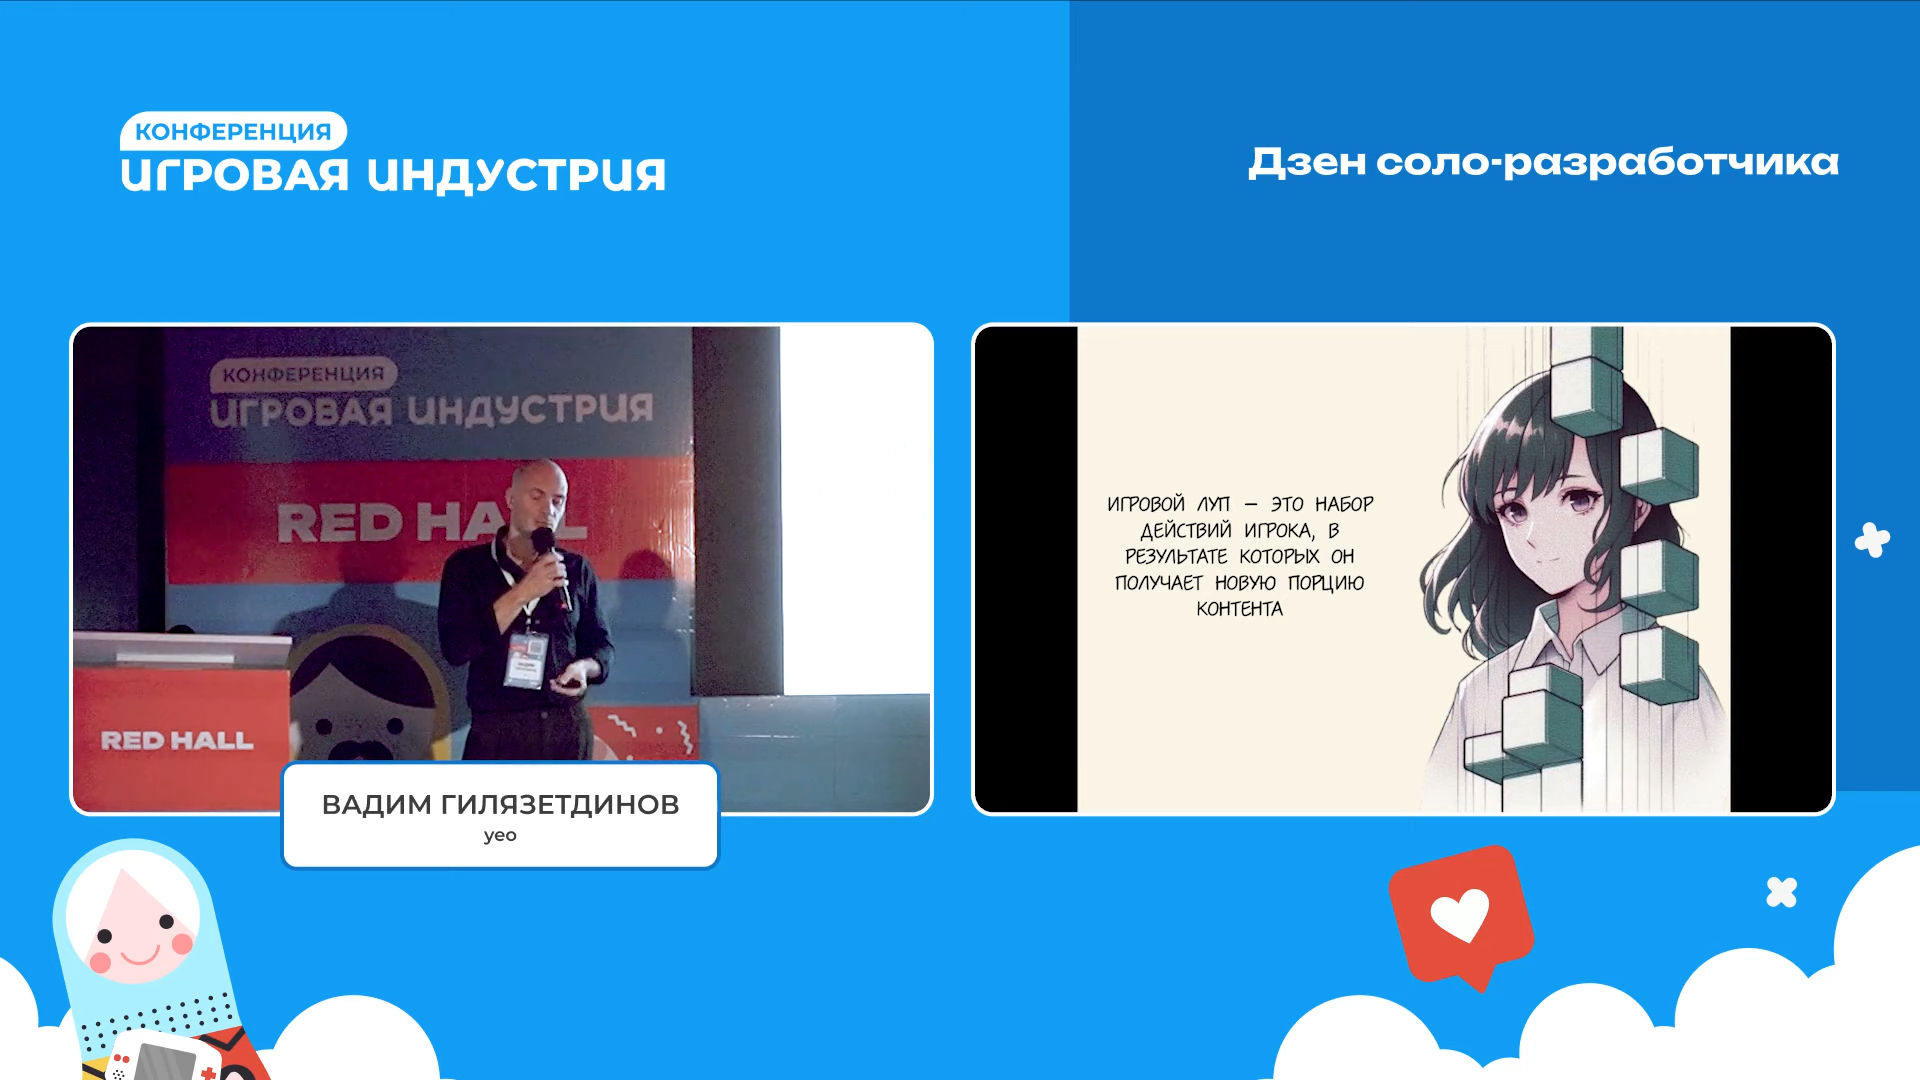 КОНФЕРЕНЦИЯ
ИГРОВАЯ ИНДУСТРИЯ
Дзен соло-разработчика
КОНФЕРЕНЦИЯ
ИГРОВАЯ ИНДУСТРИЯ
RED HALL
RED HALL
ВАДИМ ГИЛЯЗЕТДИНОВ
yeo
ИГРОВОЙ ЛУП – ЭТО НАБОР
ДЕЙСТВИЙ ИГРОКА, В
РЕЗУЛЬТАТЕ КОТОРЫХ ОН
ПОЛУЧАЕТ НОВУЮ ПОРЦИЮ
КОНТЕНТА